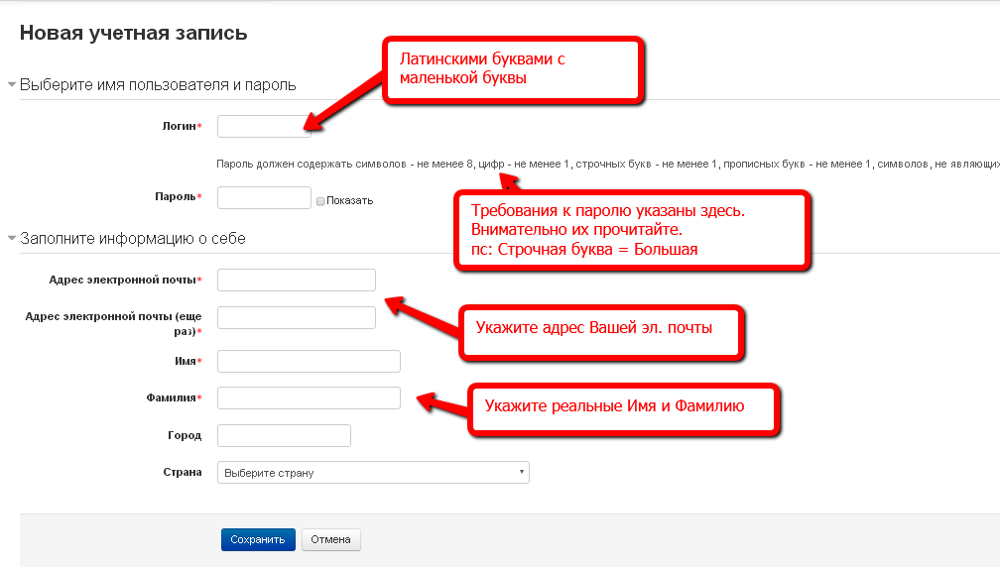 Новая учетная запись
Латинскими буквами с
маленькой буквы
Выберите имя пользователя и пароль
Логин*
Пароль должен содержать символов - не менее 8, цифр - не менее 1, строчных букв - не менее 1, прописных букв - не менее 1, символов, не являющих
Пароль*
Показать
Требования к паролю указаны здесь.
Внимательно их прочитайте.
пс: Строчная буква = Большая
Заполните информацию о себе
Адрес электронной почты*
Адрес электронной почты (еще
раз)*
Укажите адрес Вашей эл. почты
Имя*
Фамилия*
Укажите реальные Имя и Фамилию
Город
Страна
Выберите страну
Сохранить
Отмена